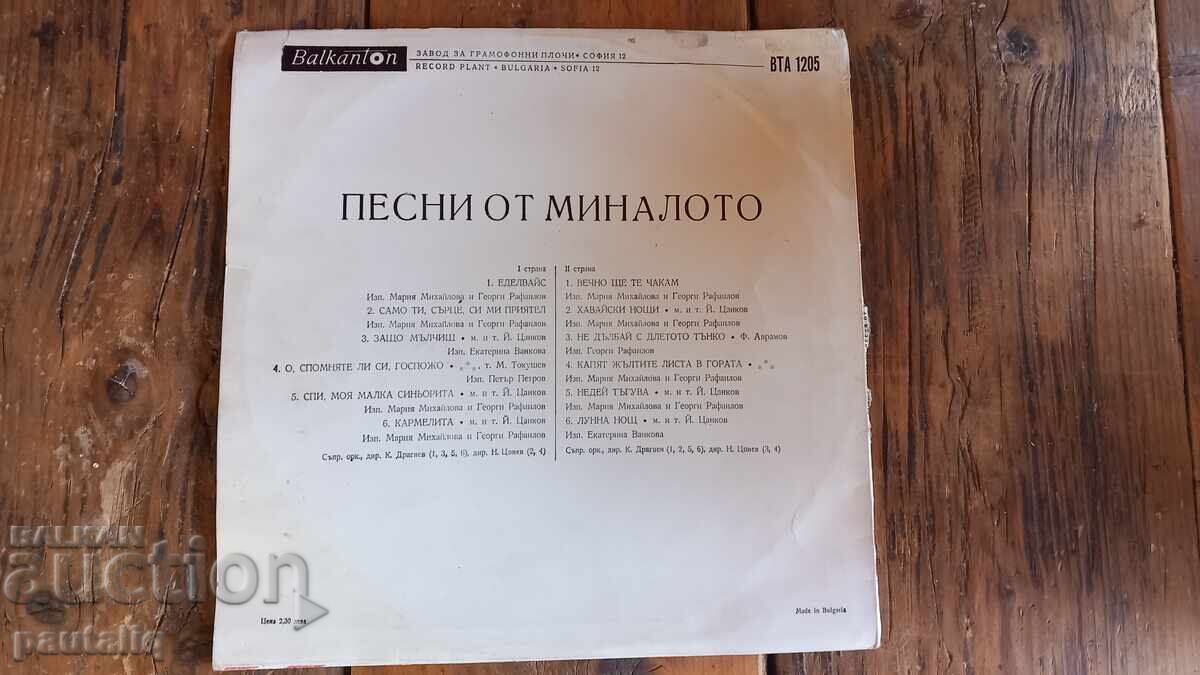 Balkanton
ЗАВОД ЗА ГРАМОФОННИ ПЛОЧИ • СОФИЯ 12
RECORD PLANT • BULGARIA • SOFIA 12
ВТА 1205
ПЕСНИ ОТ МИНАЛОТО
I страна
1. ЕДЕЛВАЙС
Изп. Мария Михайлова и Георги Рафаилов
2. САМО ТИ, СЪРЦЕ, СИ МИ ПРИЯТЕЛ
Изп. Мария Михайлова и Георги Рафаилов
3. ЗАЩО МЪЛЧИШ • м. и т. Й. Цанков
Изп. Екатерина Ванкова
4. О, СПОМНЯТЕ ЛИ СИ, ГОСПОЖО • * * *, т. М. Токушев
Изп. Петър Петров
5. СПИ, МОЯ МАЛКА СИНЬОРИТА • м. и т. Й. Цанков
Изп. Мария Михайлова и Георги Рафаилов
6. КАРМЕЛИТА • м. и т. Й. Цанков
Изп. Мария Михайлова и Георги Рафаилов
Съпр. орк., дир. К. Драгнев (1, 3, 5, 6), дир. Н. Цонев (2, 4)
II страна
1. ВЕЧНО ЩЕ ТЕ ЧАКАМ
Изп. Мария Михайлова и Георги Рафаилов
2. ХАВАЙСКИ НОЩИ • м. и т. Й. Цанков
Изп. Мария Михайлова и Георги Рафаилов
3. НЕ ДЪЛБАЙ С ДЛЕТОТО ТЪНКО • Ф. Аврамов
Изп. Георги Рафаилов
4. КАПЯТ ЖЪЛТИТЕ ЛИСТА В ГОРАТА • * * *
Изп. Мария Михайлова и Георги Рафаилов
5. НЕДЕЙ ТЪГУВА • м. и т. Й. Цанков
Изп. Мария Михайлова и Георги Рафаилов
6. ЛУННА НОЩ • м. и т. Й. Цанков
Изп. Екатерина Ванкова
Съпр. орк., дир. К. Драгнев (1, 2, 5, 6), дир. Н. Цонев (3, 4)
Цена 2,30 лева
Made in Bulgaria
BALKAN
auction
pautaliq